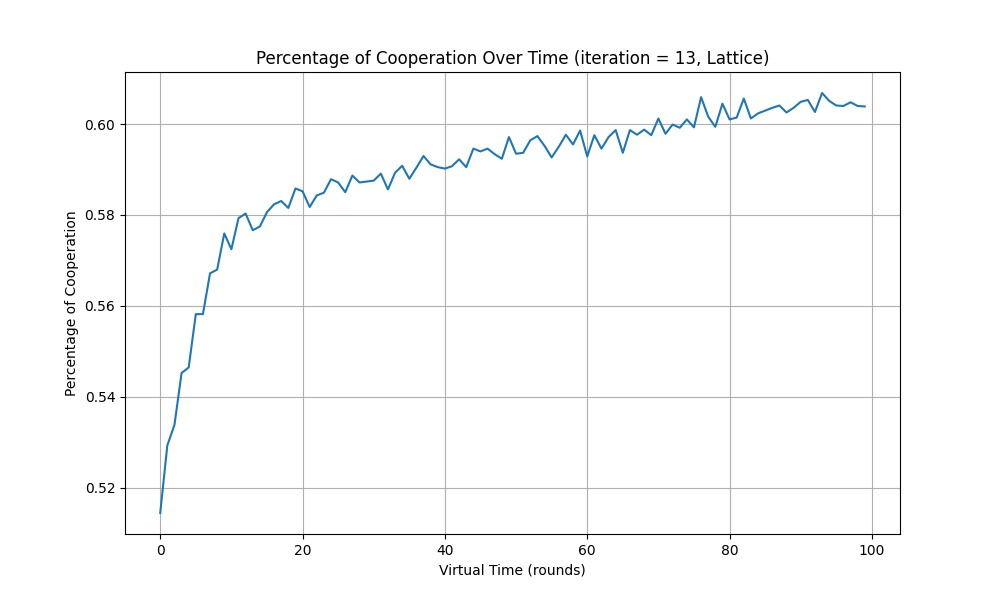 Percentage of Cooperation Over Time (iteration = 13, Lattice)
Percentage of Cooperation
0.60
0.58
0.56
0.54
0.52
0 20 40 60 80 100
Virtual Time (rounds)